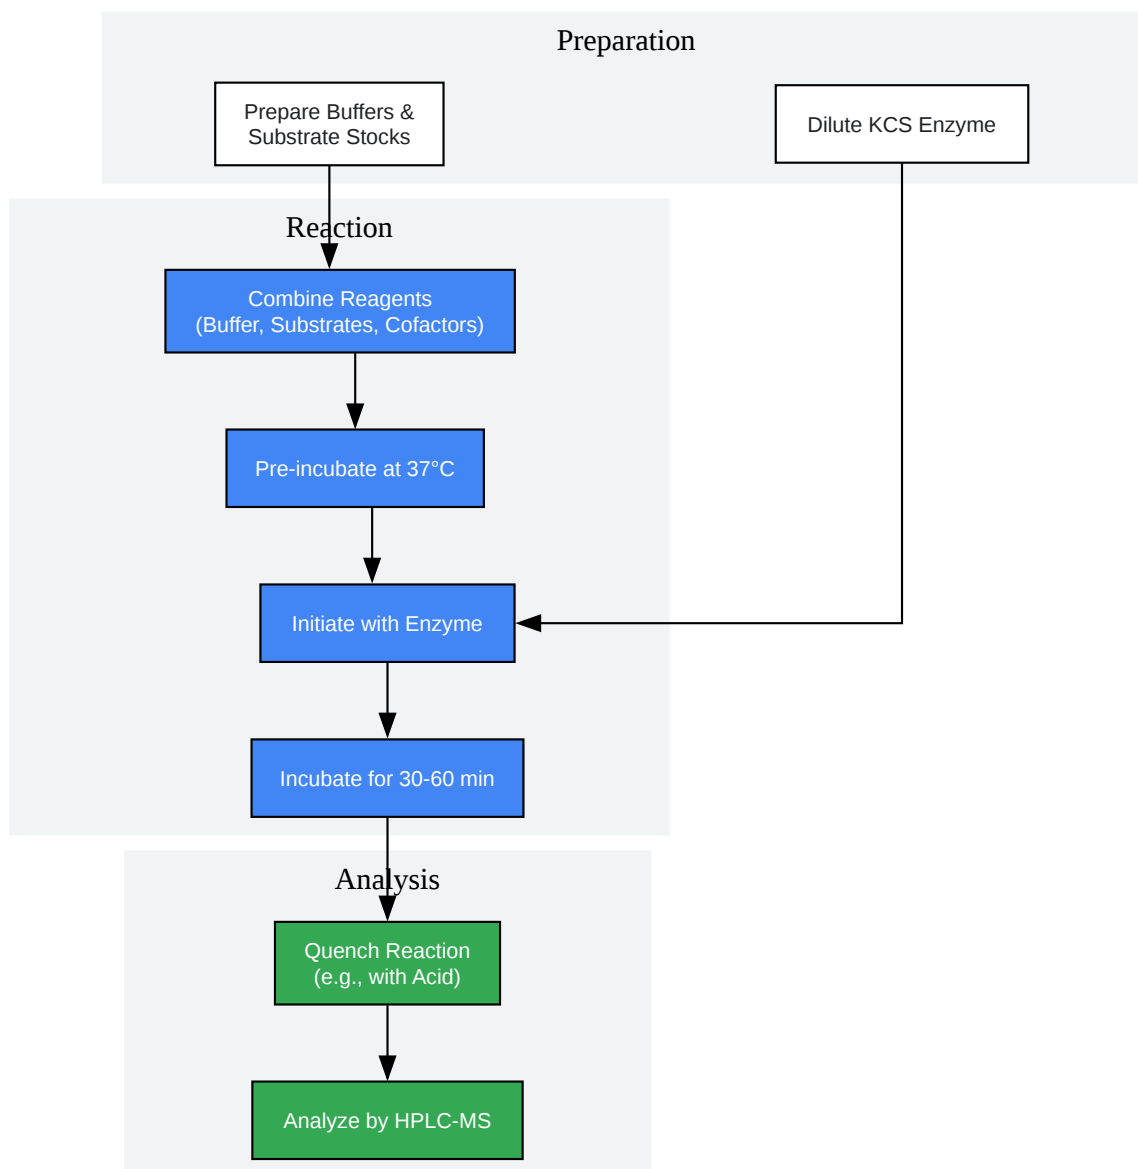 Preparation
Prepare Buffers &
Substrate Stocks
Dilute KCS Enzyme
Reaction
Combine Reagents
(Buffer, Substrates, Cofactors)
Pre-incubate at 37°C
Initiate with Enzyme
Incubate for 30-60 min
Analysis
Quench Reaction
(e.g., with Acid)
Analyze by HPLC-MS